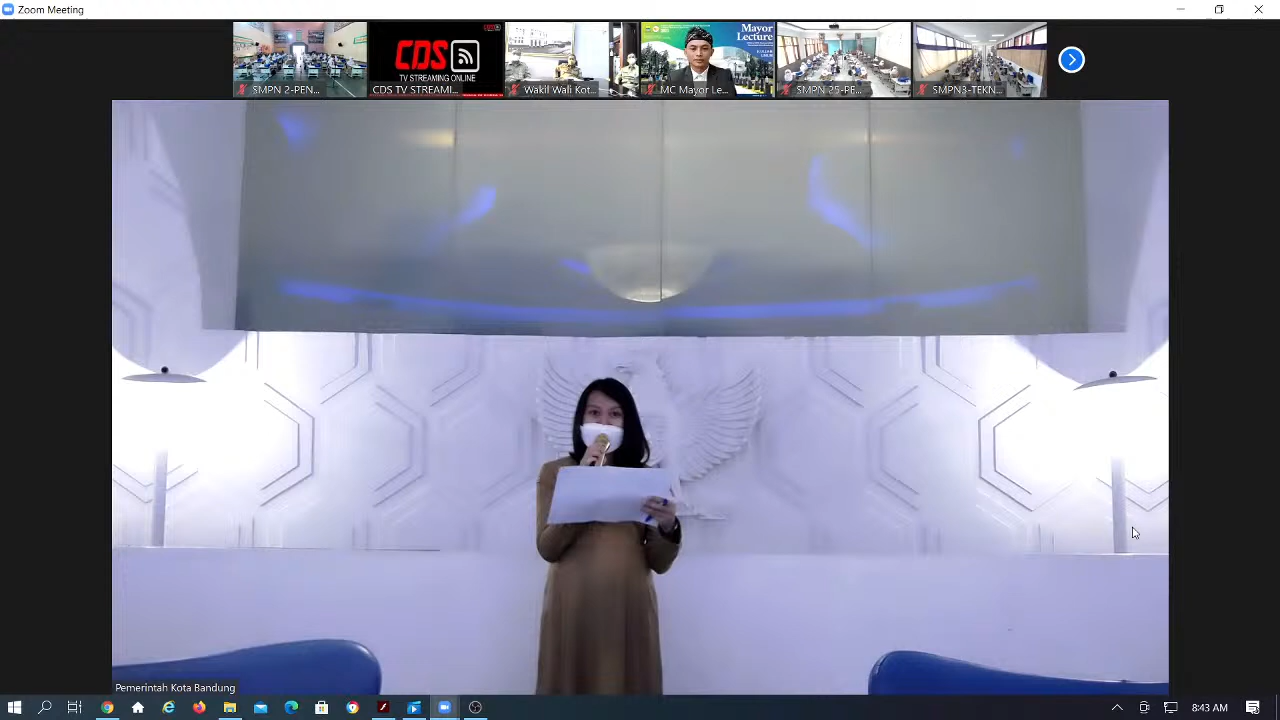 Zoom Meeting
CDS
TV STREAMING ONLINE
Mayor
Lecture
SMPN 2-PEN...
CDS TV STREAMI...
Wakil Wali Kot...
MC Mayor Le...
SMPN 25-PE...
SMPN3-TEKN...
Pemerintah Kota Bandung
8:43 AM